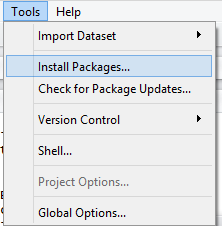 Tools Help
Import Dataset
Install Packages...
Check for Package Updates...
Version Control
Shell...
Project Options...
Global Options...